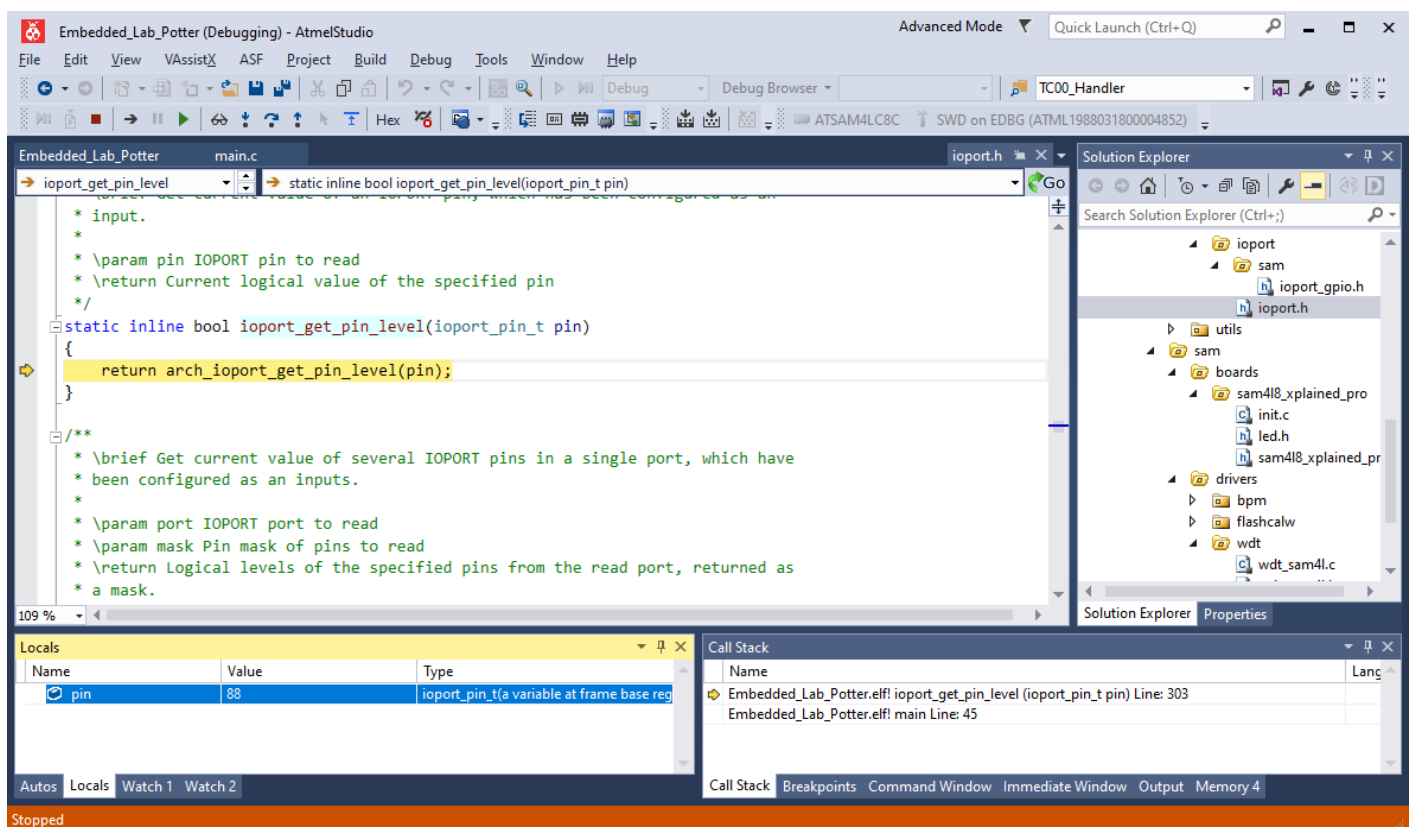 Embedded_Lab_Potter (Debugging) - AtmelStudio
Advanced Mode
Quick Launch (Ctrl+Q)
File Edit View VAssistX ASF Project Build Debug Tools Window Help
Debug Debug Browser TC00_Handler
Hex ATSAM4LC8C SWD on EDBG (ATML1988031800004852)
Embedded_Lab_Potter main.c ioport.h
ioport_get_pin_level static inline bool ioport_get_pin_level(ioport_pin_t pin) Go
* input.
*
* \param pin IOPORT pin to read
* \return Current logical value of the specified pin
*/
static inline bool ioport_get_pin_level(ioport_pin_t pin)
{
return arch_ioport_get_pin_level(pin);
}
/**
* \brief Get current value of several IOPORT pins in a single port, which have
* been configured as an inputs.
*
* \param port IOPORT port to read
* \param mask Pin mask of pins to read
* \return Logical levels of the specified pins from the read port, returned as
* a mask.
109 %
Solution Explorer
Search Solution Explorer (Ctrl+;)
ioport
sam
ioport_gpio.h
ioport.h
utils
sam
boards
sam4l8_xplained_pro
init.c
led.h
sam4l8_xplained_pr
drivers
bpm
flashcalw
wdt
wdt_sam4l.c
Solution Explorer Properties
Locals
Name Value Type
pin 88 ioport_pin_t(a variable at frame base reg
Autos Locals Watch 1 Watch 2
Call Stack
Name Lang
Embedded_Lab_Potter.elf! ioport_get_pin_level (ioport_pin_t pin) Line: 303
Embedded_Lab_Potter.elf! main Line: 45
Call Stack Breakpoints Command Window Immediate Window Output Memory 4
Stopped